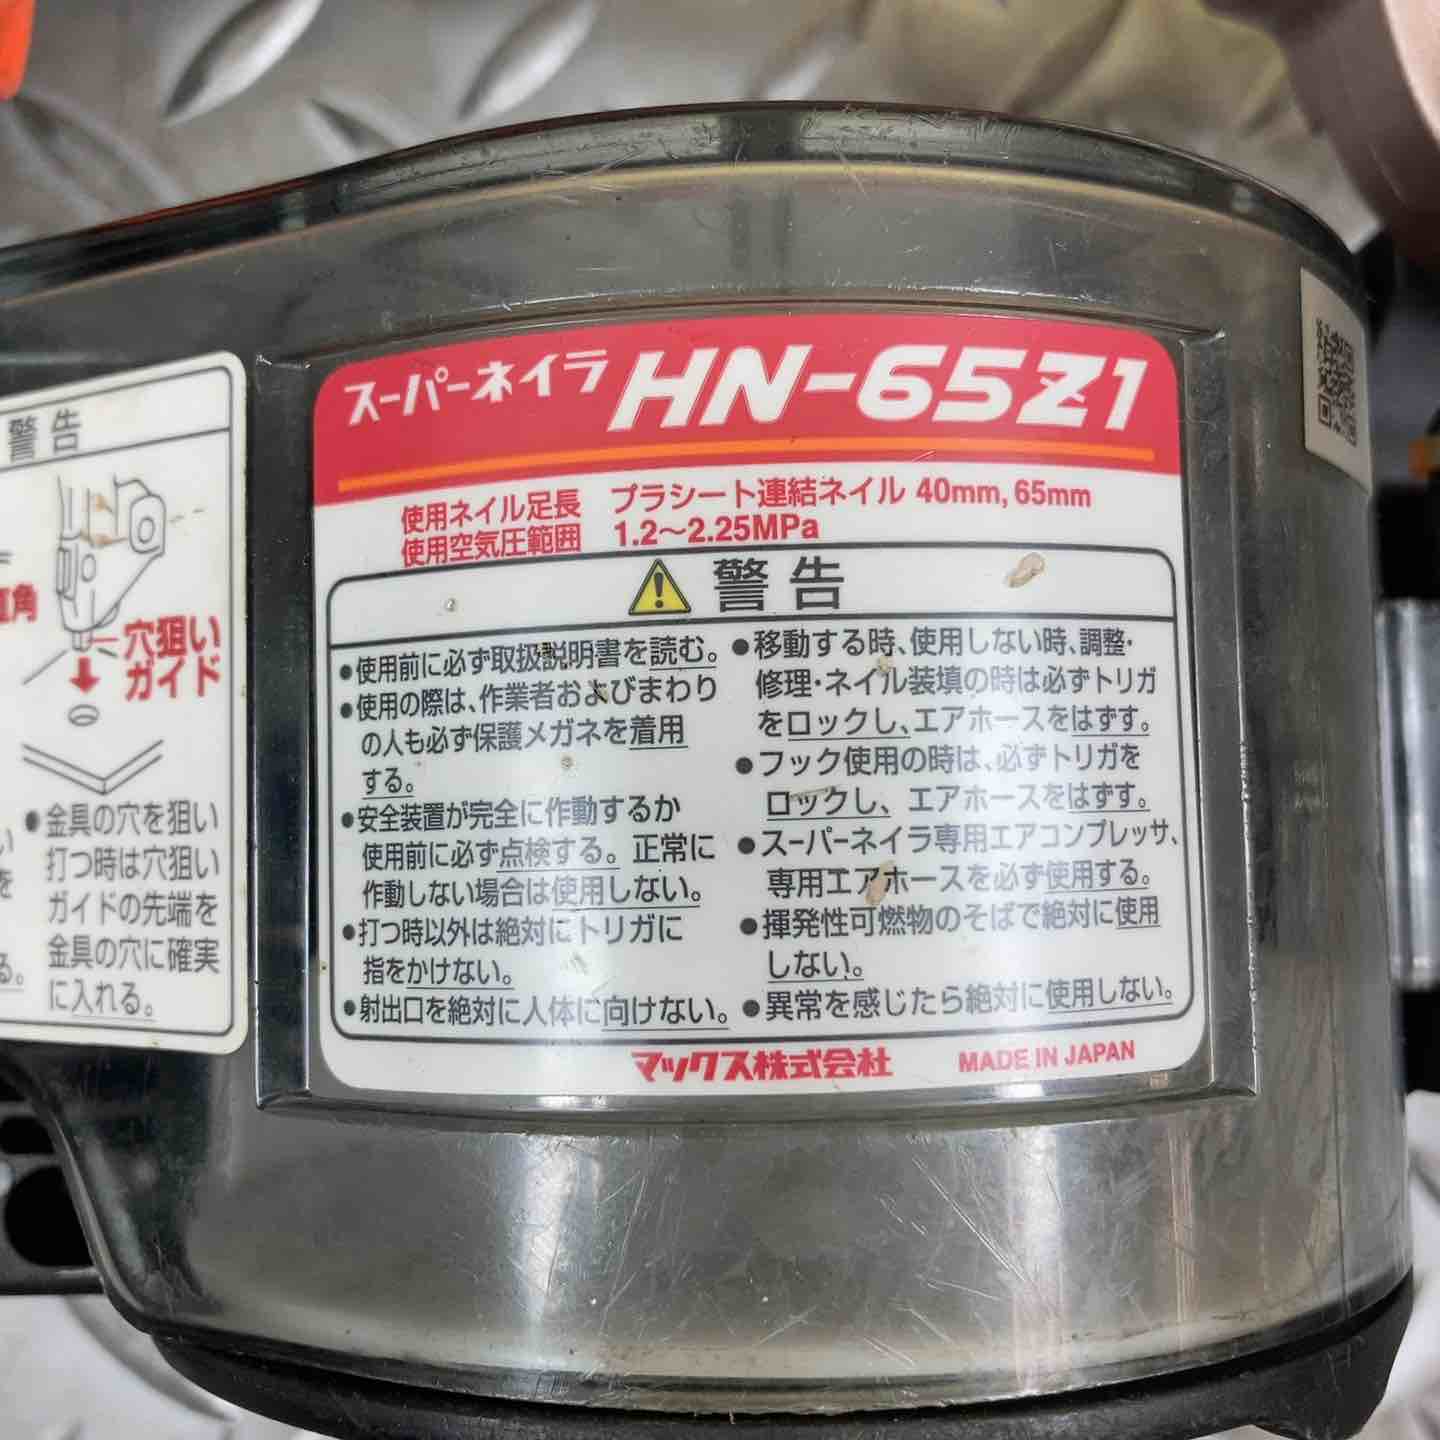 警告
直角
穴狙い
ガイド
●金具の穴を狙い
打つ時は穴狙い
ガイドの先端を
金具の穴に確実
に入れる。
スーパーネイラ HN-65Z1
使用ネイル足長 プラシート連結ネイル 40mm, 65mm
使用空気圧範囲 1.2～2.25MPa
警告
●使用前に必ず取扱説明書を読む。
●使用の際は、作業者およびまわり
の人も必ず保護メガネを着用
する。
●安全装置が完全に作動するか
使用前に必ず点検する。正常に
作動しない場合は使用しない。
●打つ時以外は絶対にトリガに
指をかけない。
●射出口を絶対に人体に向けない。
●移動する時、使用しない時、調整・
修理・ネイル装填の時は必ずトリガ
をロックし、エアホースをはずす。
●フック使用の時は、必ずトリガを
ロックし、エアホースをはずす。
●スーパーネイラ専用エアコンプレッサ、
専用エアホースを必ず使用する。
●揮発性可燃物のそばで絶対に使用
しない。
●異常を感じたら絶対に使用しない。
マックス株式会社 MADE IN JAPAN